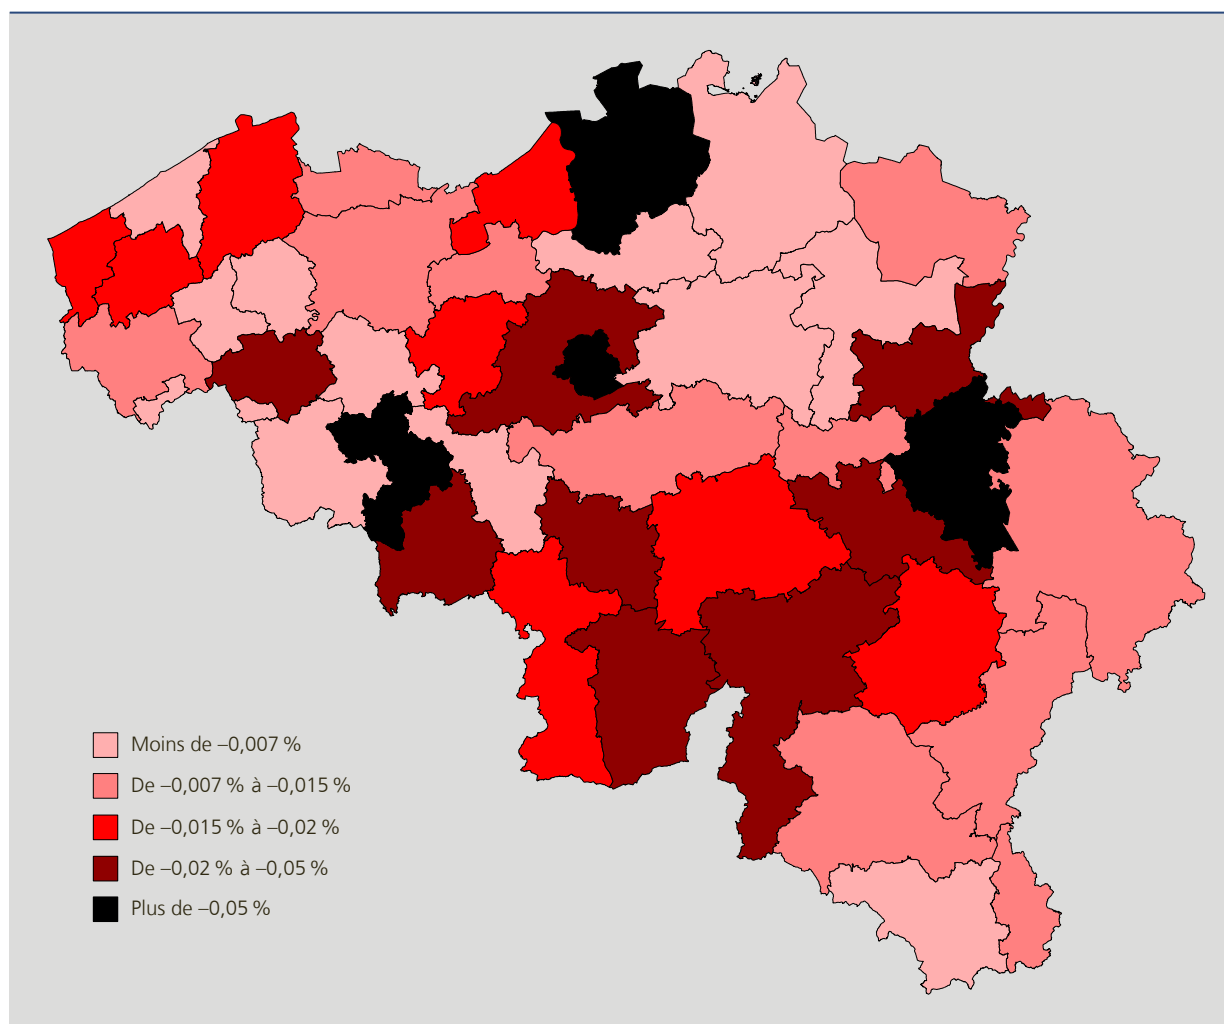 Moins de –0,007 %
De –0,007 % à –0,015 %
De –0,015 % à –0,02 %
De –0,02 % à –0,05 %
Plus de –0,05 %